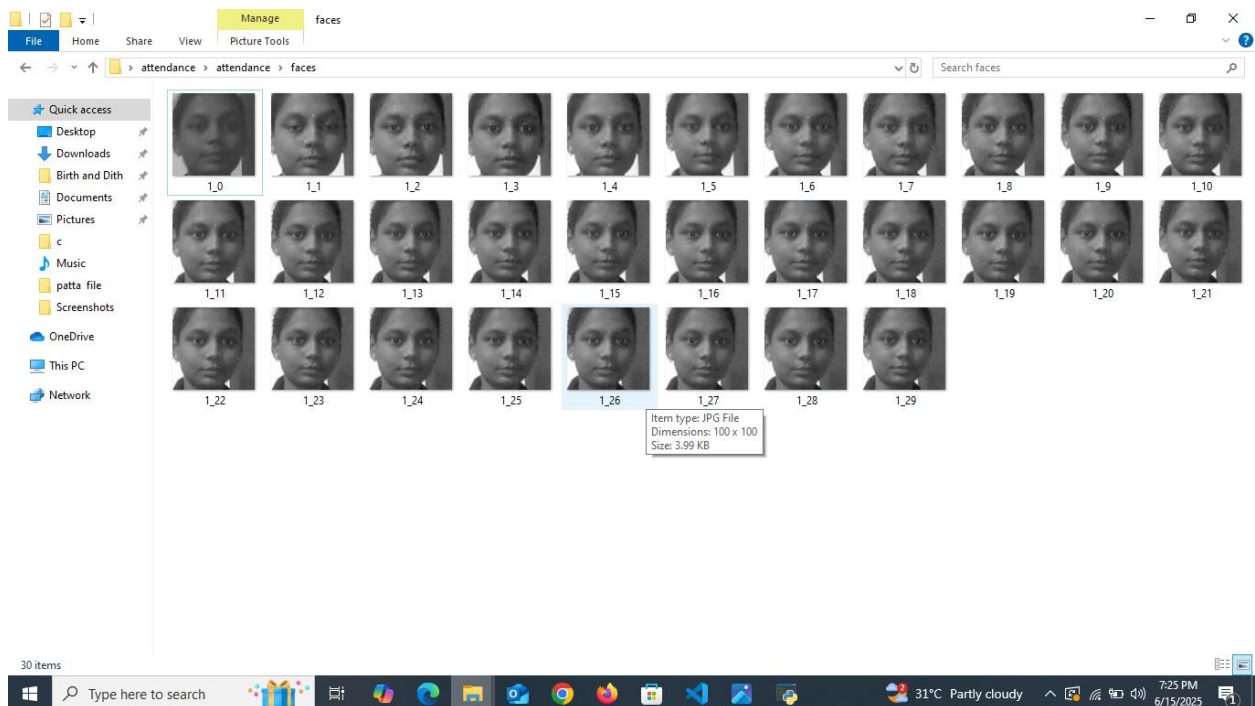 Manage faces
File Home Share View Picture Tools
attendance attendance faces Search faces
Quick access
Desktop
Downloads
Birth and Dith
Documents
Pictures
c
Music
patta file
Screenshots
OneDrive
This PC
Network
1_0 1_1 1_2 1_3 1_4 1_5 1_6 1_7 1_8 1_9 1_10
1_11 1_12 1_13 1_14 1_15 1_16 1_17 1_18 1_19 1_20 1_21
1_22 1_23 1_24 1_25 1_26 1_27 1_28 1_29
Item type: JPG File
Dimensions: 100 x 100
Size: 3.99 KB
30 items
Type here to search 31°C Partly cloudy 7:25 PM
6/15/2025